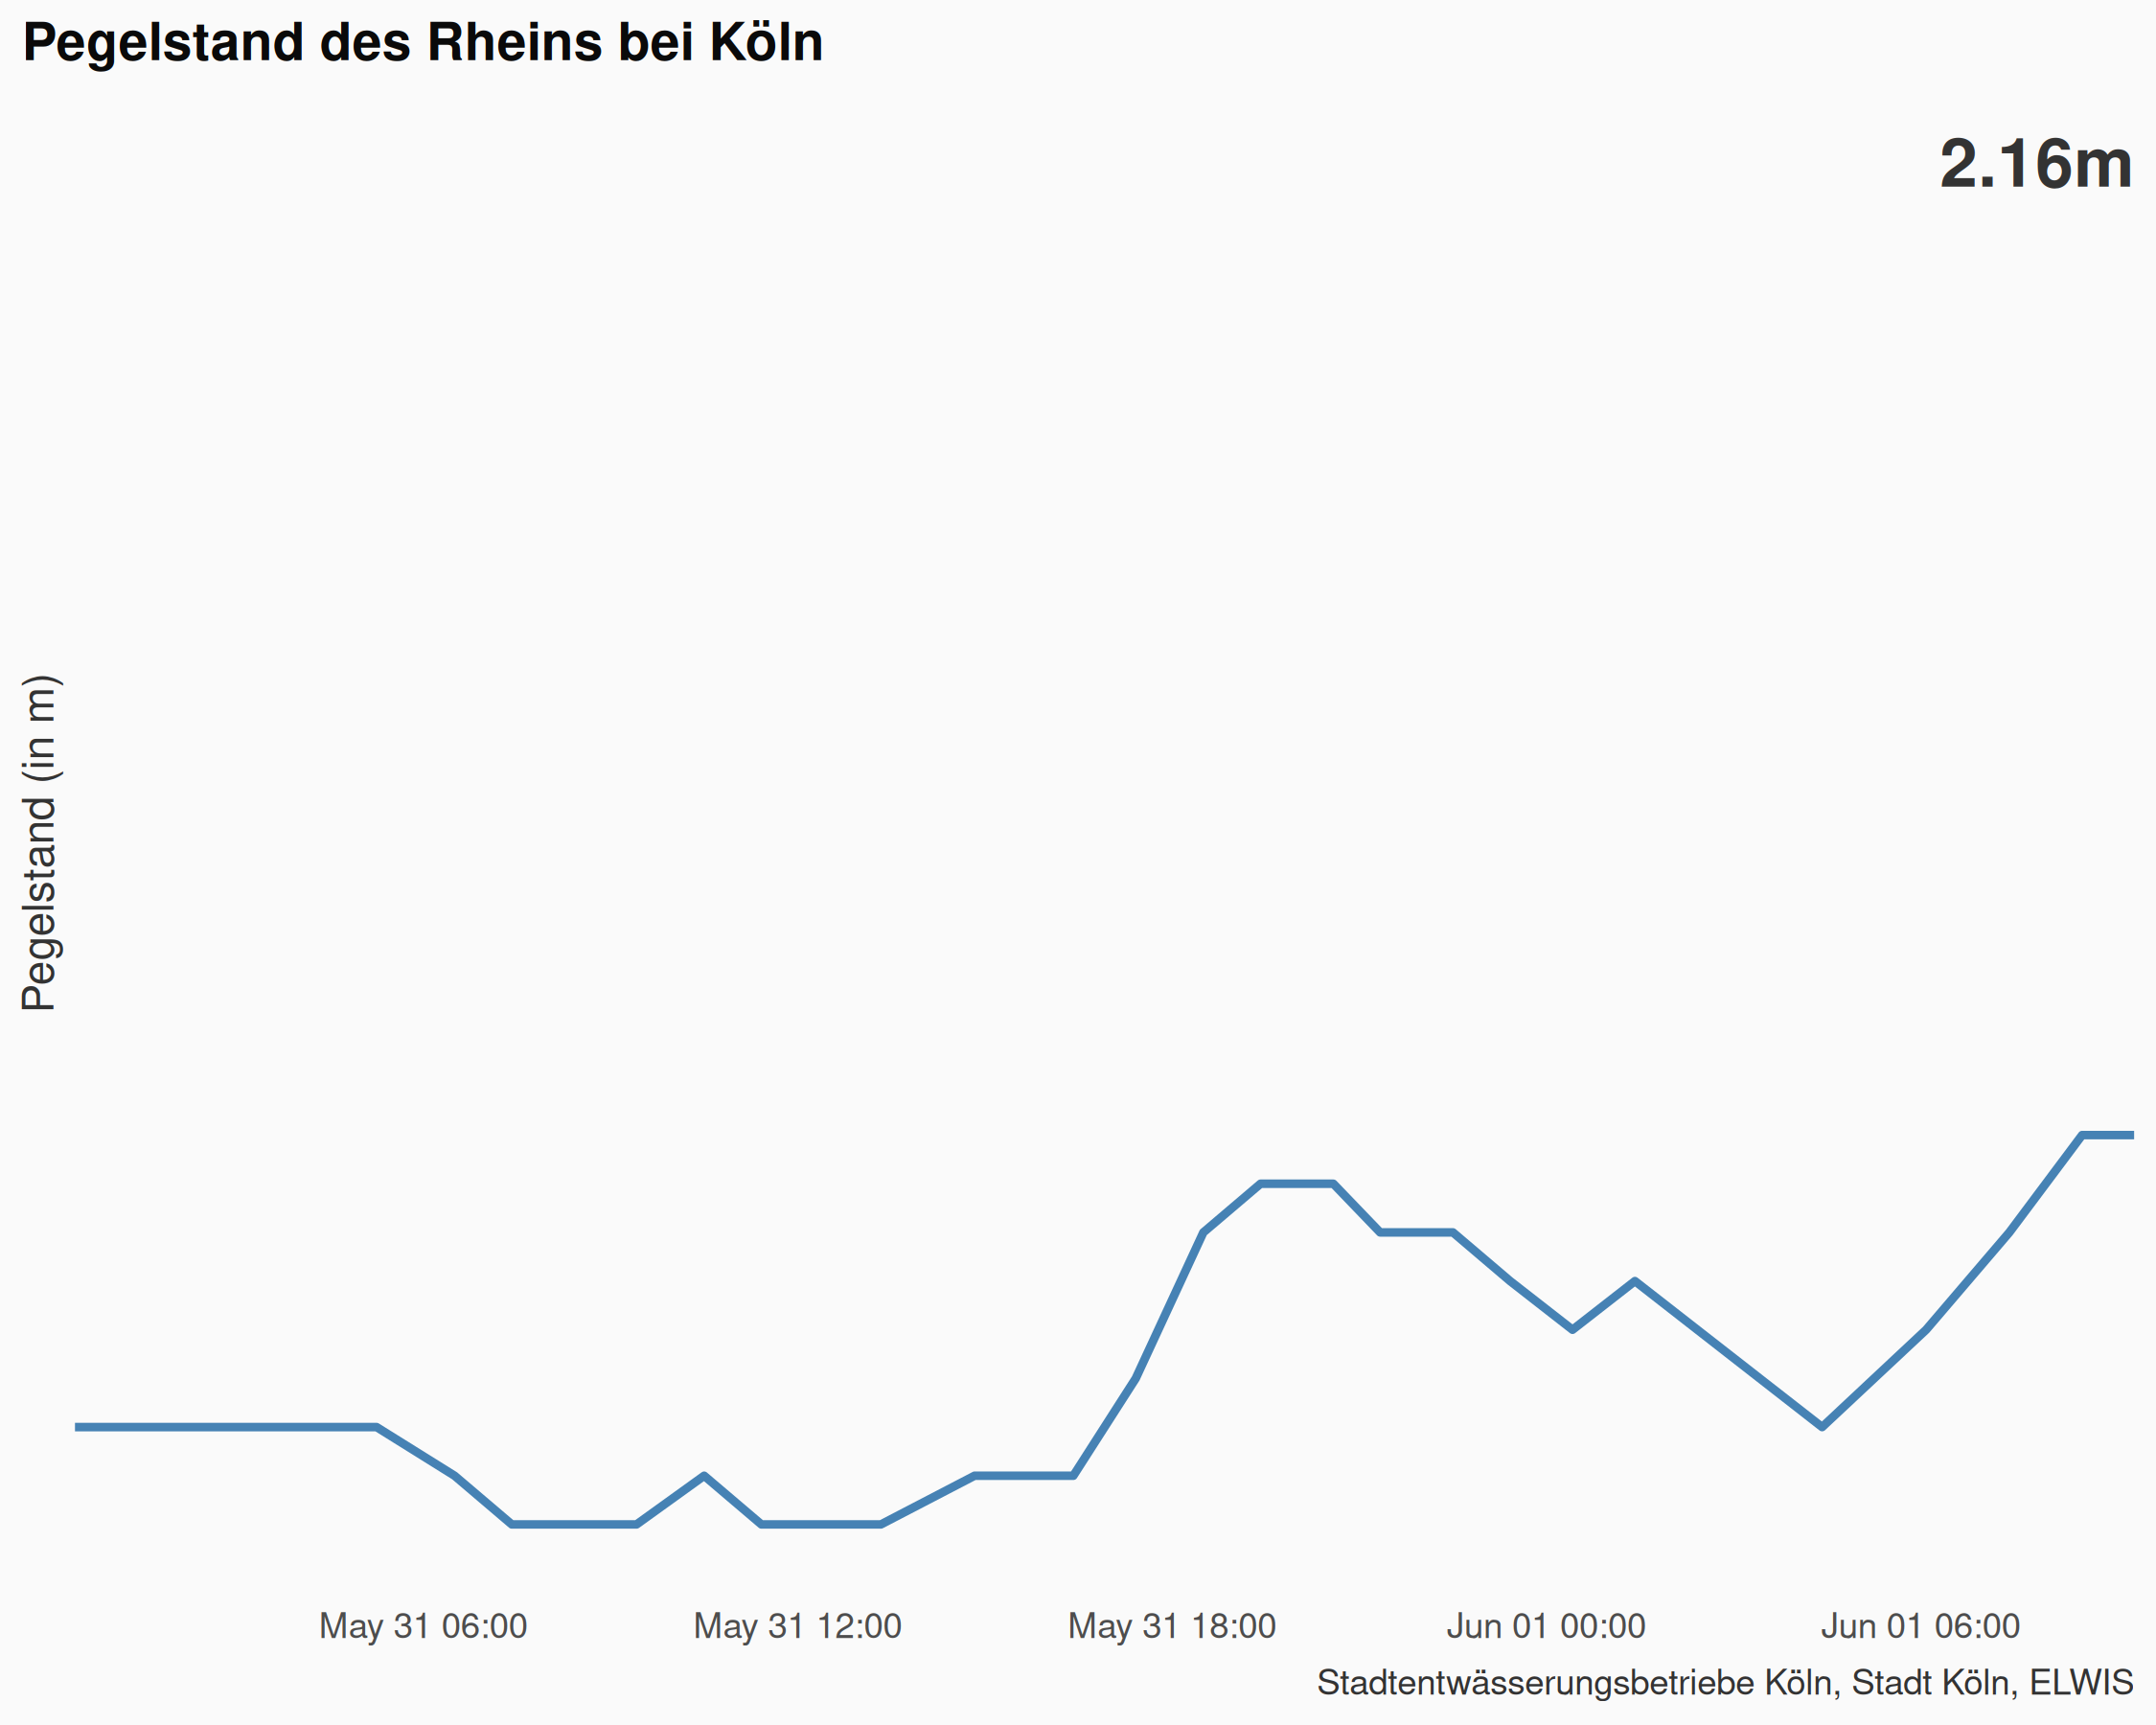 Pegelstand des Rheins bei Köln
2.16m
Pegelstand (in m)
May 31 06:00
May 31 12:00
May 31 18:00
Jun 01 00:00
Jun 01 06:00
Stadtentwässerungsbetriebe Köln, Stadt Köln, ELWIS